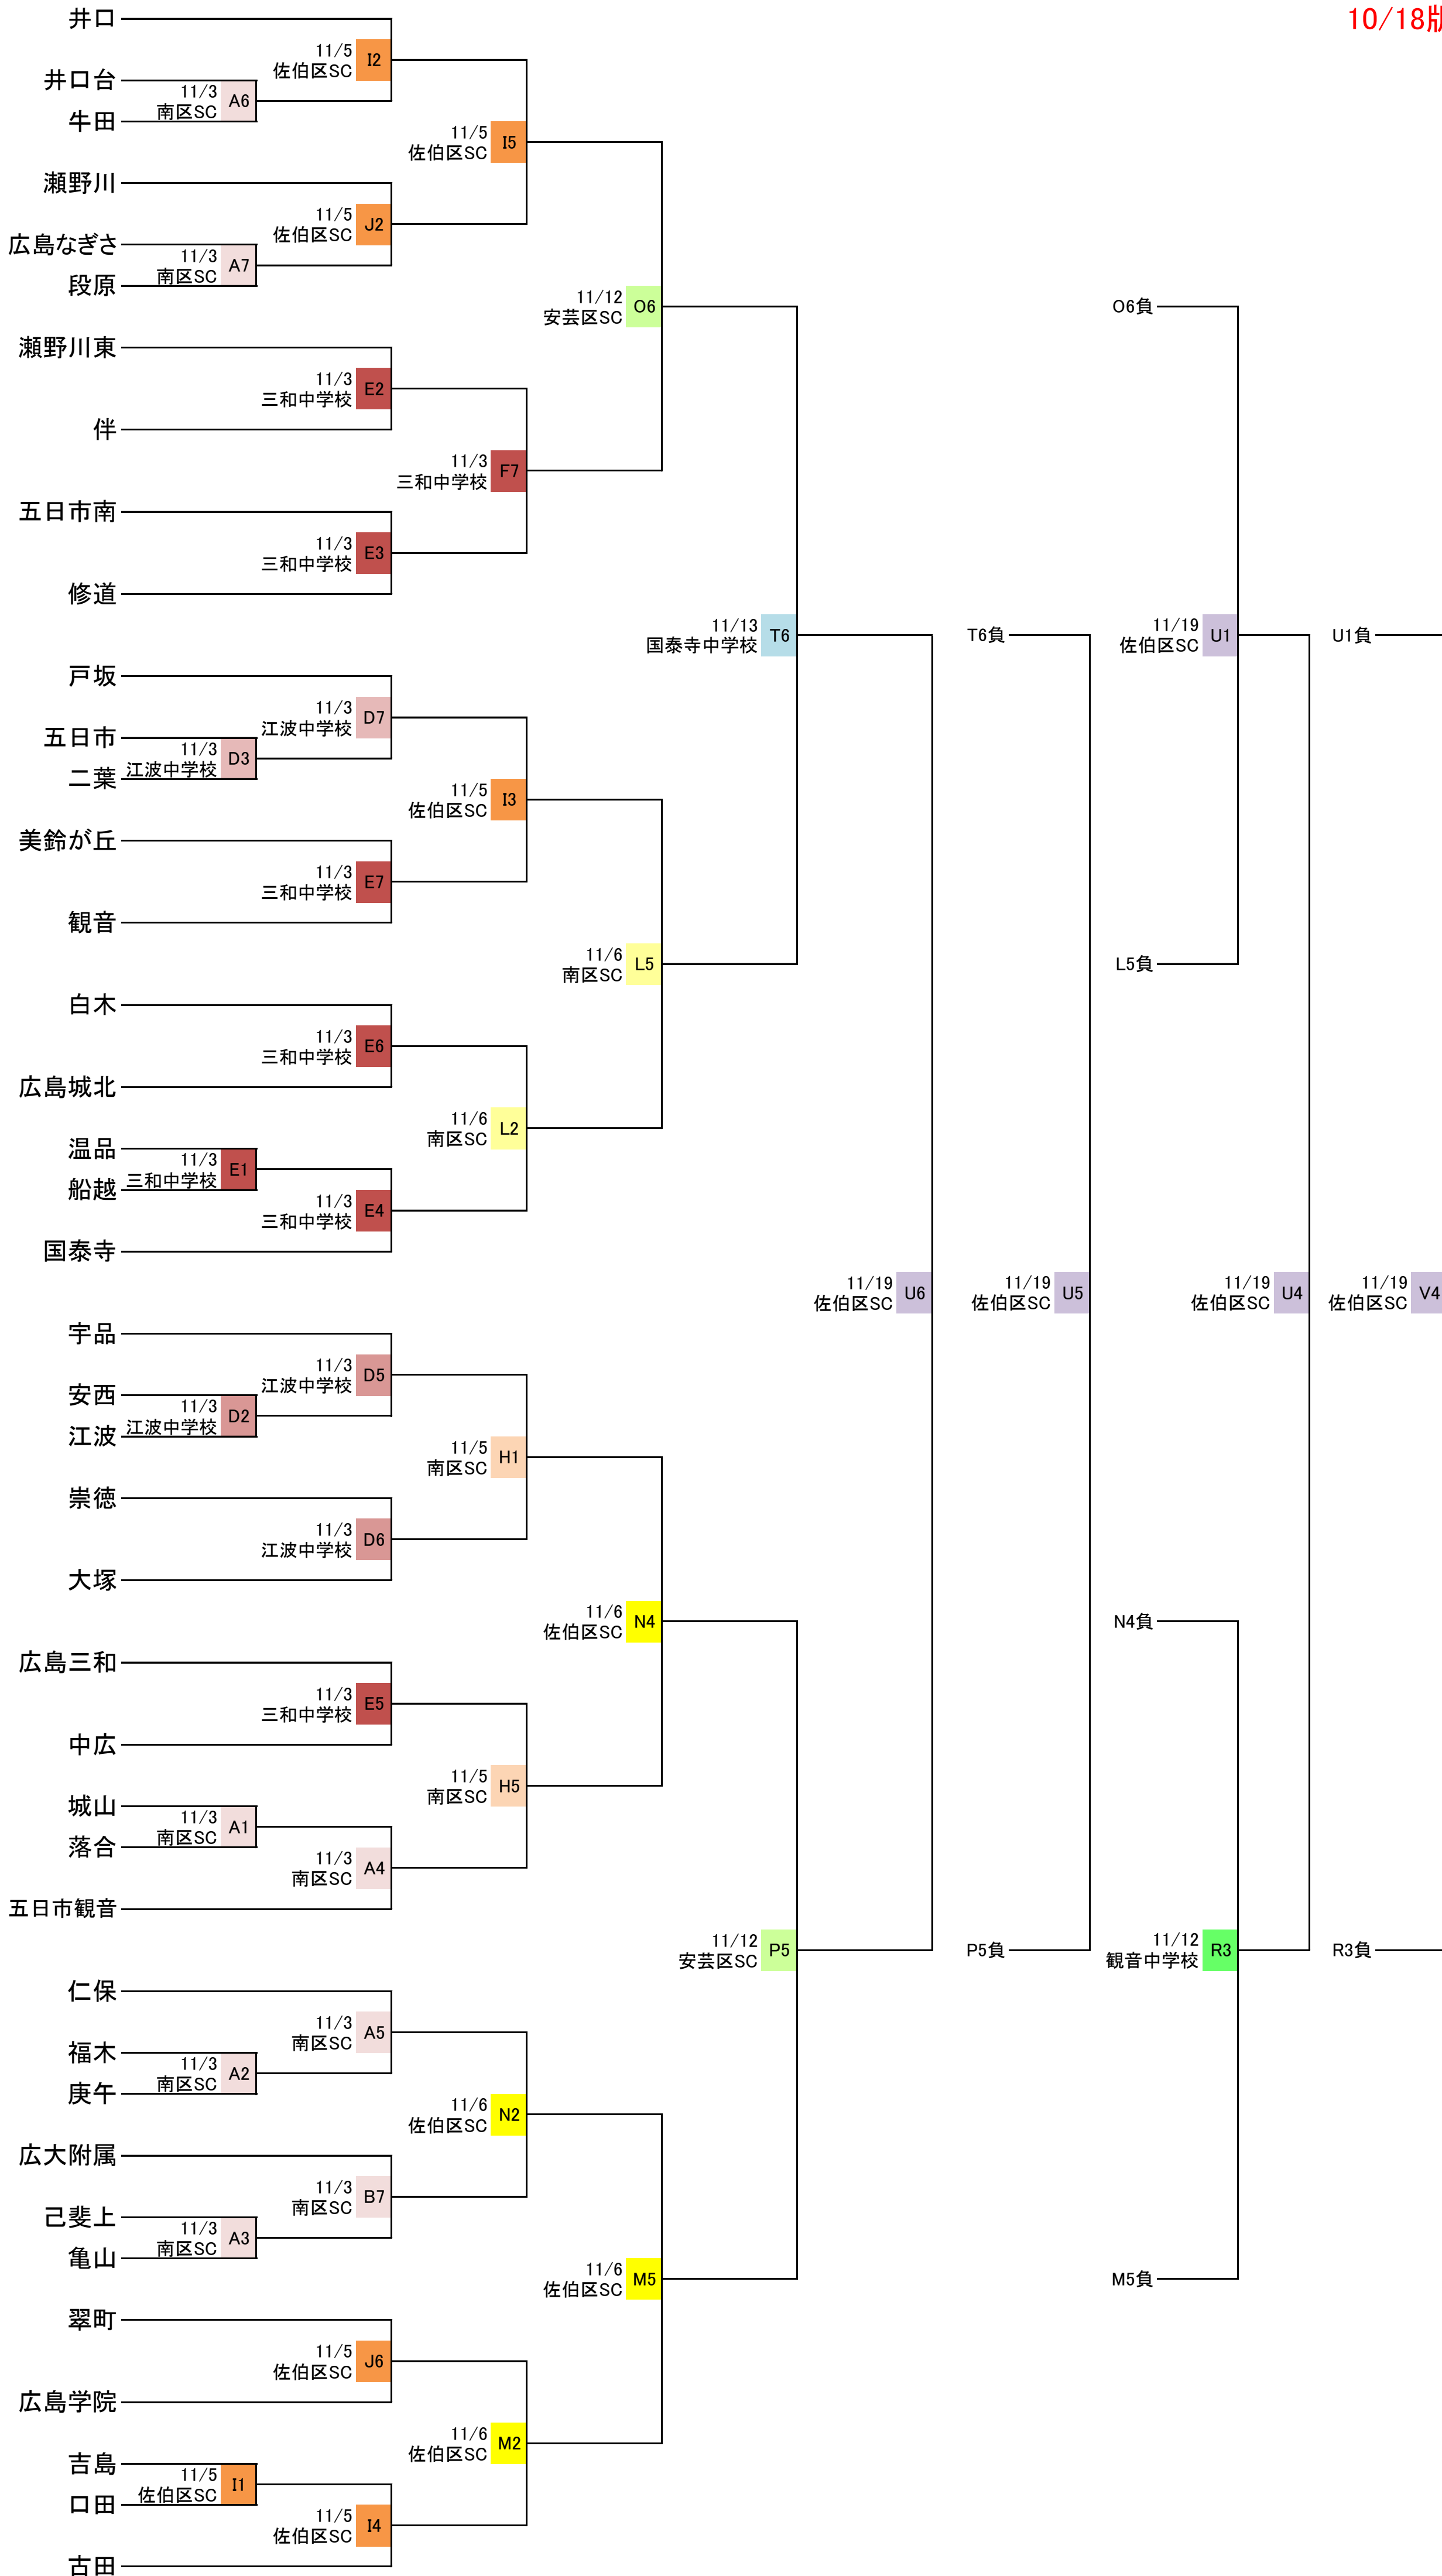 10/18版
井口
11/5
佐伯区SC
I2
井口台
11/3
南区SC
A6
牛田
11/5
佐伯区SC
I5
瀬野川
11/5
佐伯区SC
J2
広島なぎさ
11/3
南区SC
A7
段原
11/12
安芸区SC
O6
O6負
瀬野川東
11/3
三和中学校
E2
伴
11/3
三和中学校
F7
五日市南
11/3
三和中学校
E3
修道
11/13
国泰寺中学校
T6
T6負
11/19
佐伯区SC
U1
U1負
戸坂
11/3
江波中学校
D7
五日市
11/3
江波中学校
D3
二葉
11/5
佐伯区SC
I3
美鈴が丘
11/3
三和中学校
E7
観音
11/6
南区SC
L5
L5負
白木
11/3
三和中学校
E6
広島城北
11/6
南区SC
L2
温品
11/3
三和中学校
E1
船越
11/3
三和中学校
E4
国泰寺
11/19
佐伯区SC
U6
11/19
佐伯区SC
U5
11/19
佐伯区SC
U4
11/19
佐伯区SC
V4
宇品
11/3
江波中学校
D5
安西
11/3
江波中学校
D2
江波
11/5
南区SC
H1
崇徳
11/3
江波中学校
D6
大塚
11/6
佐伯区SC
N4
N4負
広島三和
11/3
三和中学校
E5
中広
11/5
南区SC
H5
城山
11/3
南区SC
A1
落合
11/3
南区SC
A4
五日市観音
11/12
安芸区SC
P5
P5負
11/12
観音中学校
R3
R3負
仁保
11/3
南区SC
A5
福木
11/3
南区SC
A2
庚午
11/6
佐伯区SC
N2
広大附属
11/3
南区SC
B7
己斐上
11/3
南区SC
A3
亀山
11/6
佐伯区SC
M5
M5負
翠町
11/5
佐伯区SC
J6
広島学院
11/6
佐伯区SC
M2
吉島
11/5
佐伯区SC
I1
口田
11/5
佐伯区SC
I4
古田